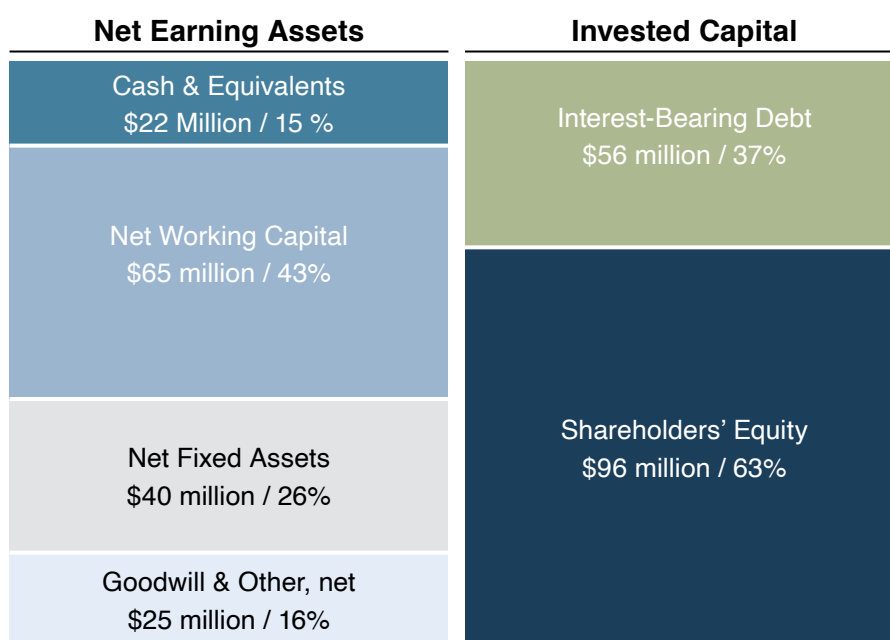 Net Earning Assets
Cash & Equivalents
$22 Million / 15 %
Net Working Capital
$65 million / 43%
Net Fixed Assets
$40 million / 26%
Goodwill & Other, net
$25 million / 16%
Invested Capital
Interest-Bearing Debt
$56 million / 37%
Shareholders’ Equity
$96 million / 63%